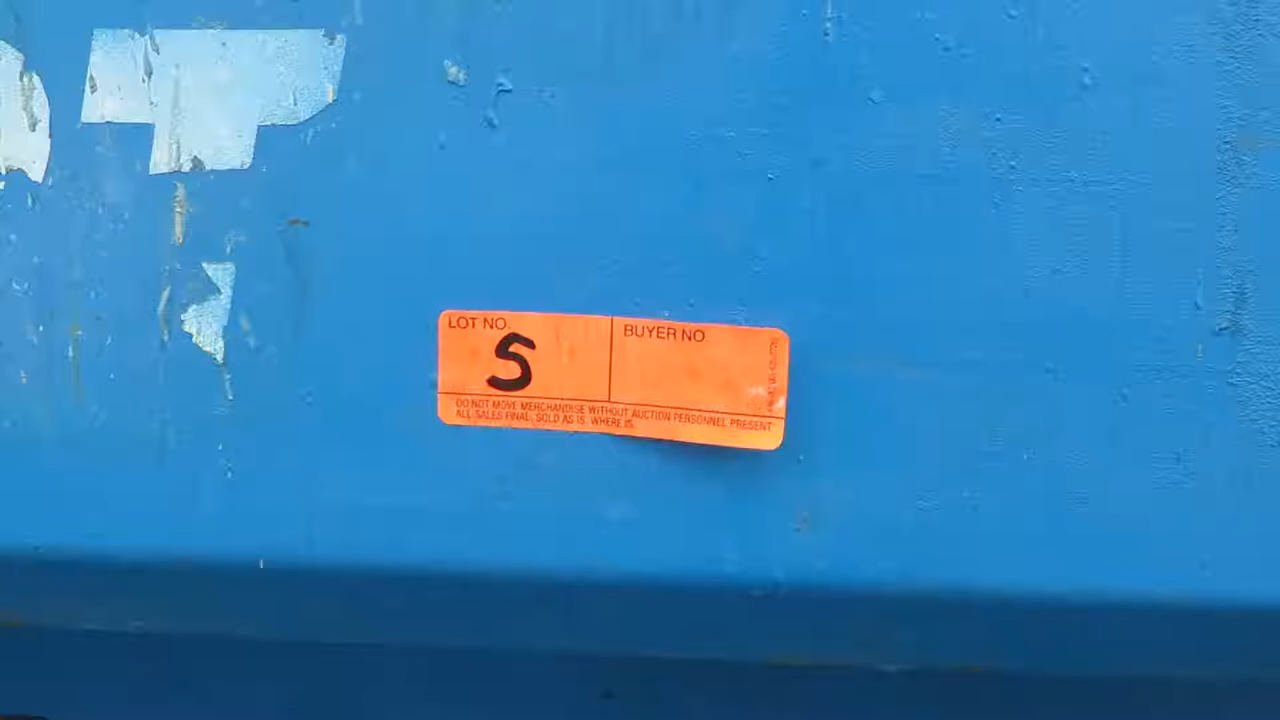 LOT NO.
5
BUYER NO.
DO NOT MOVE MERCHANDISE WITHOUT AUCTION PERSONNEL PRESENT
ALL SALES FINAL. SOLD AS IS. WHERE IS.